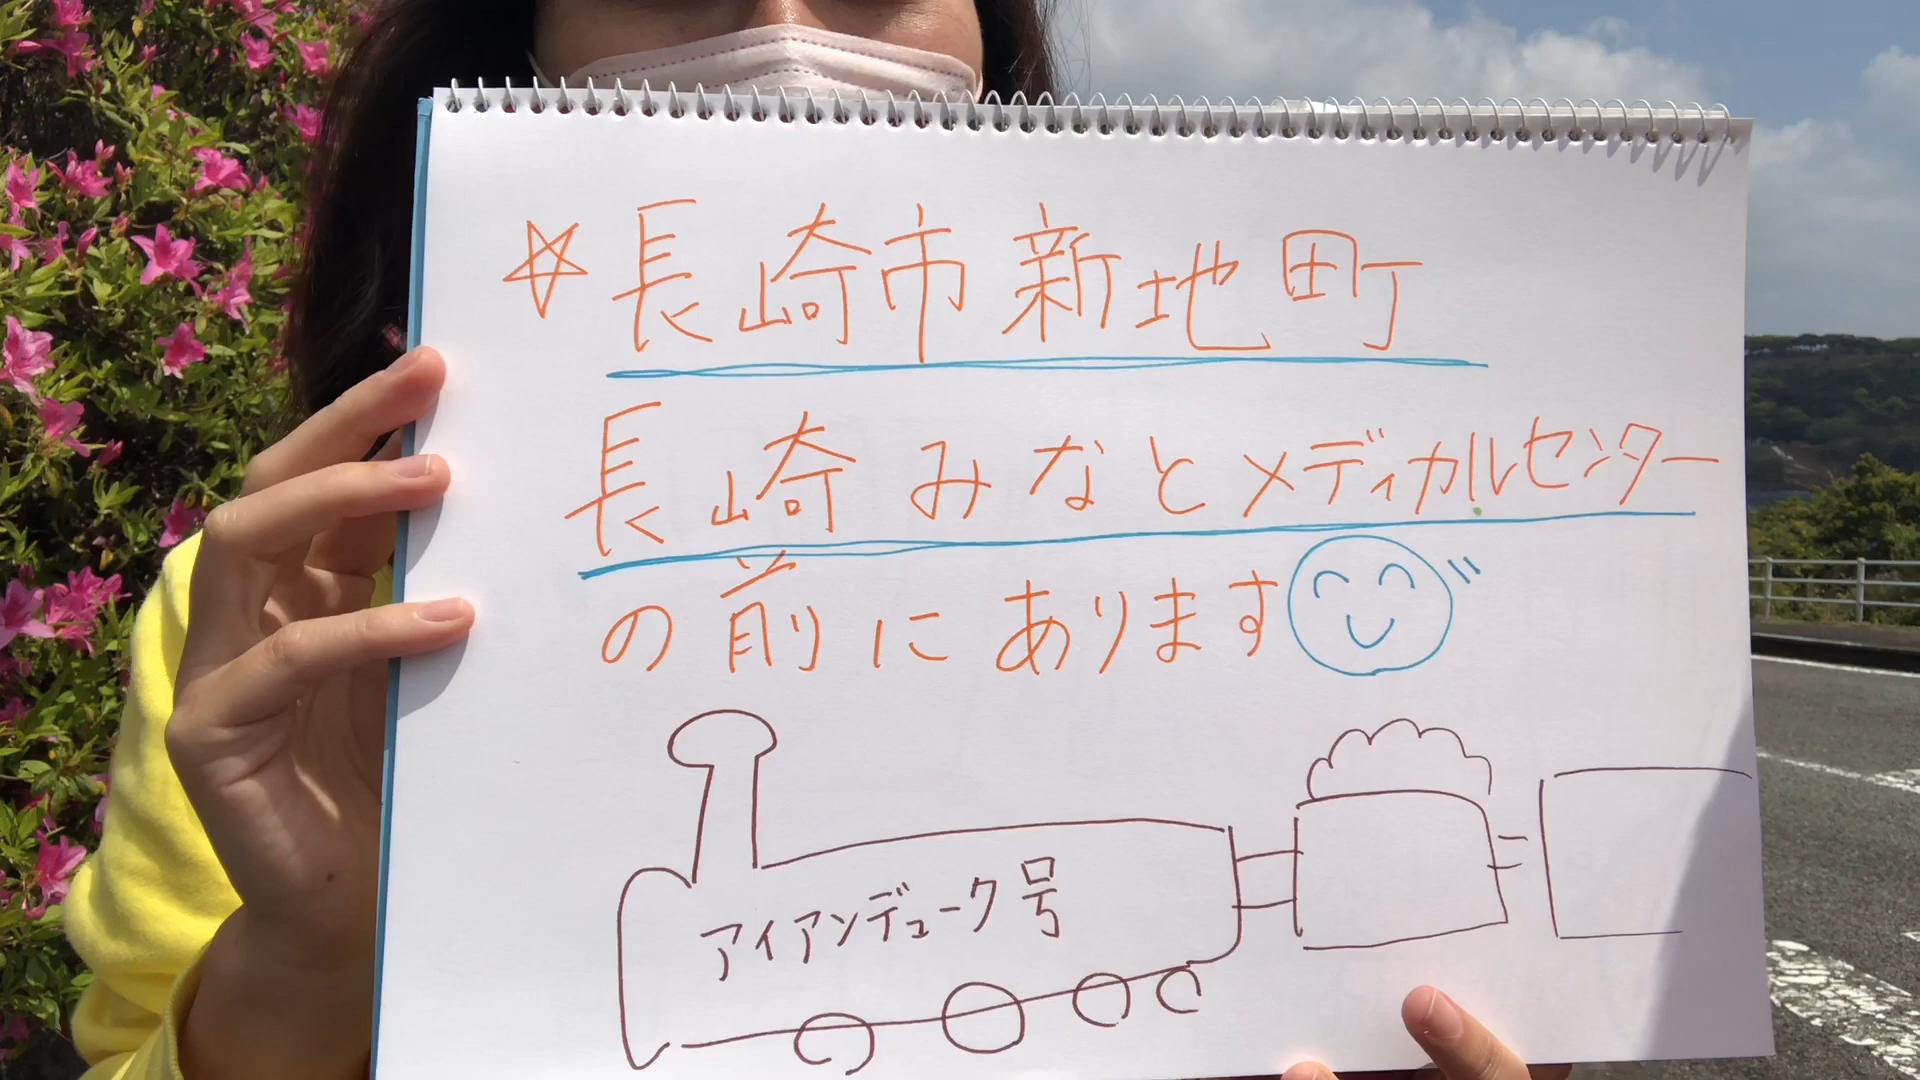 ☆長崎市新地町
長崎みなとメディカルセンター
の前にあります
アイアンデューク号